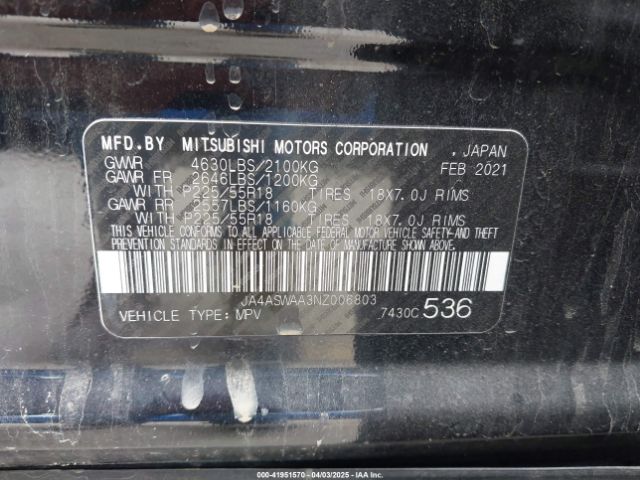 MFD.BY MITSUBISHI MOTORS CORPORATION , JAPAN
GVWR 4630LBS/2100KG FEB 2021
GAWR FR 2646LBS/1200KG
WITH P225/55R18 TIRES 18X7.0J RIMS
GAWR RR 2557LBS/1160KG
WITH P225/55R18 TIRES 18X7.0J RIMS
THIS VEHICLE CONFORMS TO ALL APPLICABLE FEDERAL MOTOR VEHICLE SAFETY-AND THEFT
PREVENTION STANDARDS IN EFFECT ON THE DATE OF MANUFACTURE SHOWN ABOVE.
JA4ASWAA3NZ006803
VEHICLE TYPE: MPV 7430C 536
000-41951570 - 04/03/2025 - IAA INC.